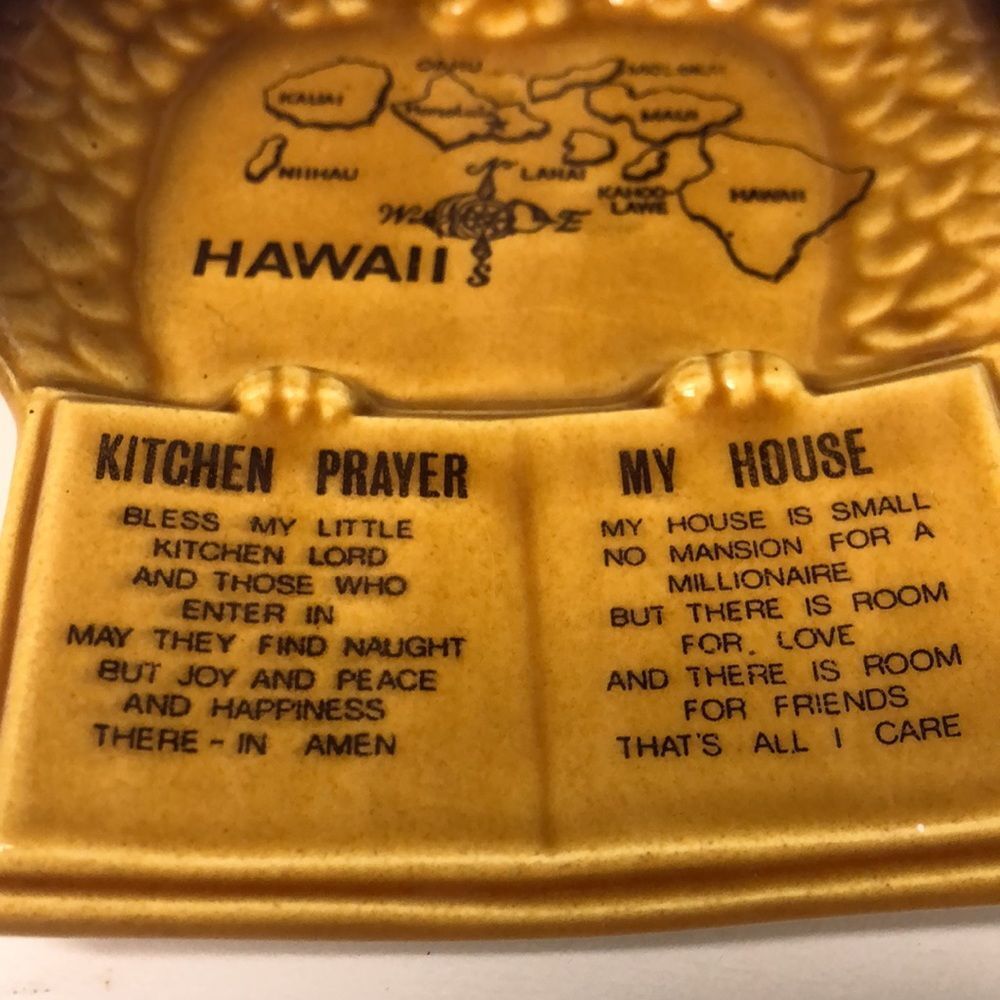 OAHU
MOLOKAI
KAUAI
Honolulu
MAUI
NIIHAU
N
LANAI
KAHOO-
LAWE
HAWAII
W
E
HAWAII
S
KITCHEN PRAYER
BLESS MY LITTLE
KITCHEN LORD
AND THOSE WHO
ENTER IN
MAY THEY FIND NAUGHT
BUT JOY AND PEACE
AND HAPPINESS
THERE-IN AMEN
MY HOUSE
MY HOUSE IS SMALL
NO MANSION FOR A
MILLIONAIRE
BUT THERE IS ROOM
FOR. LOVE
AND THERE IS ROOM
FOR FRIENDS
THAT'S ALL I CARE